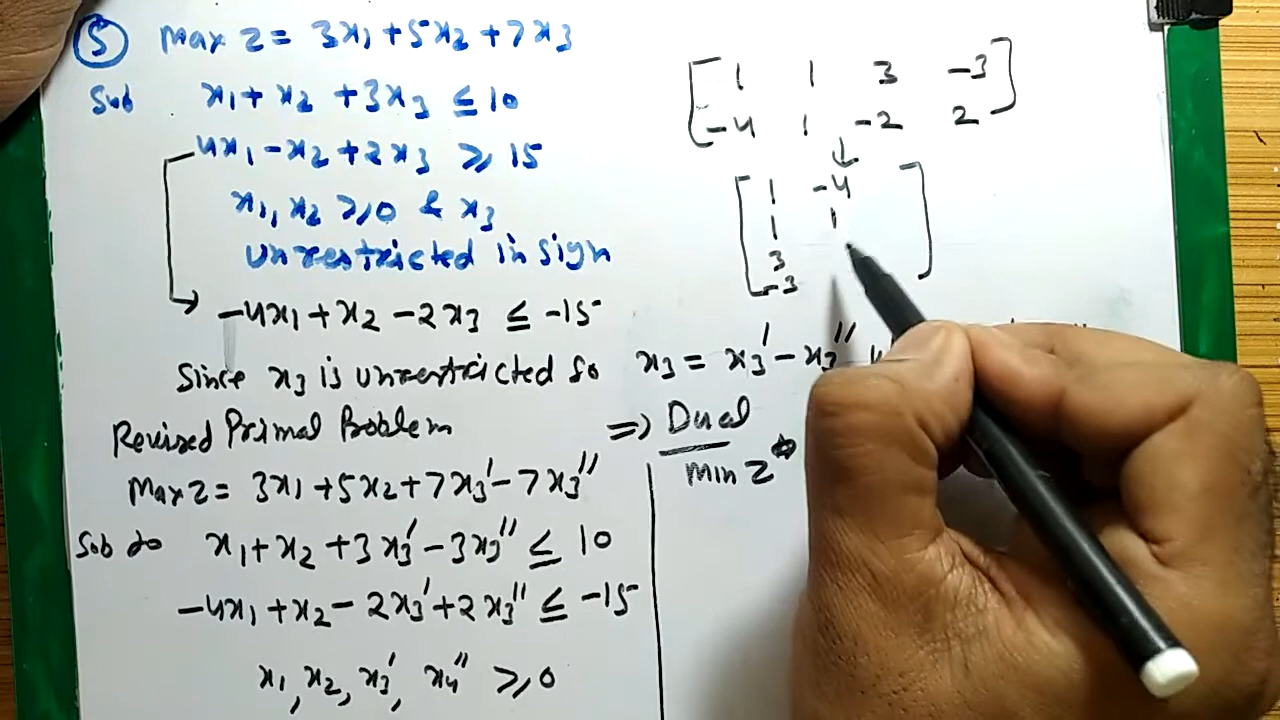 (5) Max Z = 3x1 + 5x2 + 7x3
Sub x1 + x2 + 3x3 ≤ 10
4x1 - x2 + 2x3 ≥ 15
x1, x2 ≥ 0 & x3
unrestricted in sign
-4x1 + x2 - 2x3 ≤ -15
Since x3 is unrestricted so x3 = x3' - x3''
Revised Primal Problem
Max Z = 3x1 + 5x2 + 7x3' - 7x3''
Sub to x1 + x2 + 3x3' - 3x3'' ≤ 10
-4x1 + x2 - 2x3' + 2x3'' ≤ -15
x1, x2, x3', x4'' ≥ 0
[1 1 3 -3
-4 1 -2 2]
↓
[1 -4
1 1
3
-3]
⇒ Dual
Min Z*